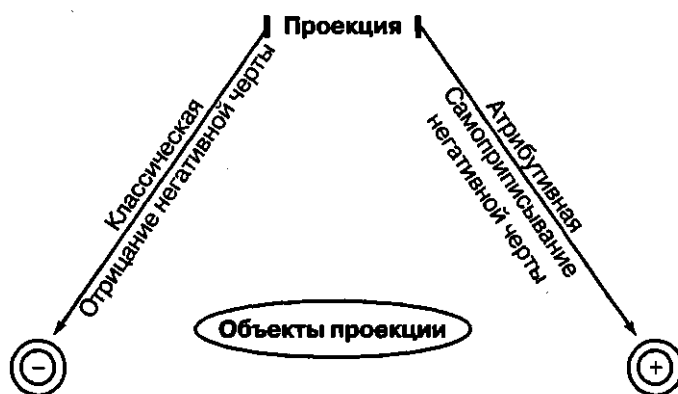 Проекция
Классическая
Отрицание негативной черты
Атрибутивная
Самоприписывание
негативной черты
Объекты проекции
−
+